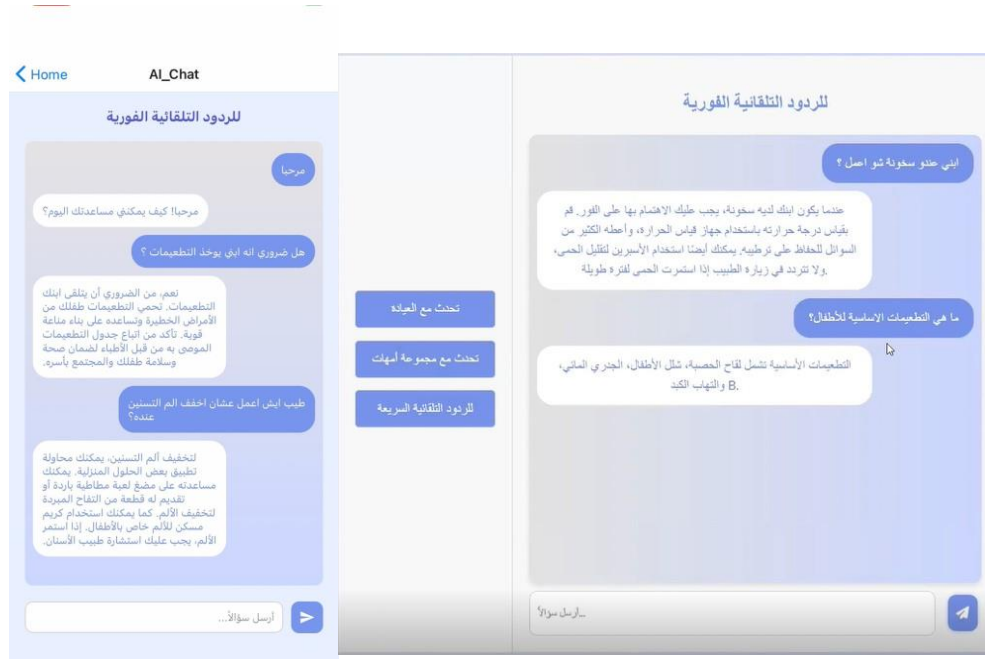 Home
AI_Chat
للردود التلقائية الفورية
مرحبا
مرحبا! كيف يمكنني مساعدتك اليوم؟
هل ضروري انه ابني يوخذ التطعيمات ؟
نعم، من الضروري أن يتلقى ابنك
التطعيمات. تحمي التطعيمات طفلك من
الأمراض الخطيرة وتساعده على بناء مناعة
قوية. تأكد من اتباع جدول التطعيمات
الموصى به من قبل الأطباء لضمان صحة
وسلامة طفلك والمجتمع بأسره.
طيب ايش اعمل عشان اخفف الم التسنين
عنده؟
لتخفيف ألم التسنين، يمكنك محاولة
تطبيق بعض الحلول المنزلية. يمكنك
مساعدته على مضغ لعبة مطاطية باردة أو
تقديم له قطعة من التفاح المبردة
لتخفيف الألم. كما يمكنك استخدام كريم
مسكن للألم خاص بالأطفال. إذا استمر
الألم، يجب عليك استشارة طبيب الأسنان.
أرسل سؤالاً...
تحدث مع العيادة
تحدث مع مجموعة أمهات
للردود التلقائية السريعة
للردود التلقائية الفورية
ابني عندو سخونة شو اعمل ؟
عندما يكون ابنك لديه سخونة، يجب عليك الاهتمام بها على الفور. قم
بقياس درجة حرارته باستخدام جهاز قياس الحرارة، وأعطه الكثير من
السوائل للحفاظ على ترطيبه. يمكنك أيضًا استخدام الأسبرين لتقليل الحمى،
.ولا تتردد في زيارة الطبيب إذا استمرت الحمى لفترة طويلة
ما هي التطعيمات الاساسية للأطفال؟
التطعيمات الأساسية تشمل لقاح الحصبة، شلل الأطفال، الجدري المائي،
.B والتهاب الكبد
...أرسل سؤالاً